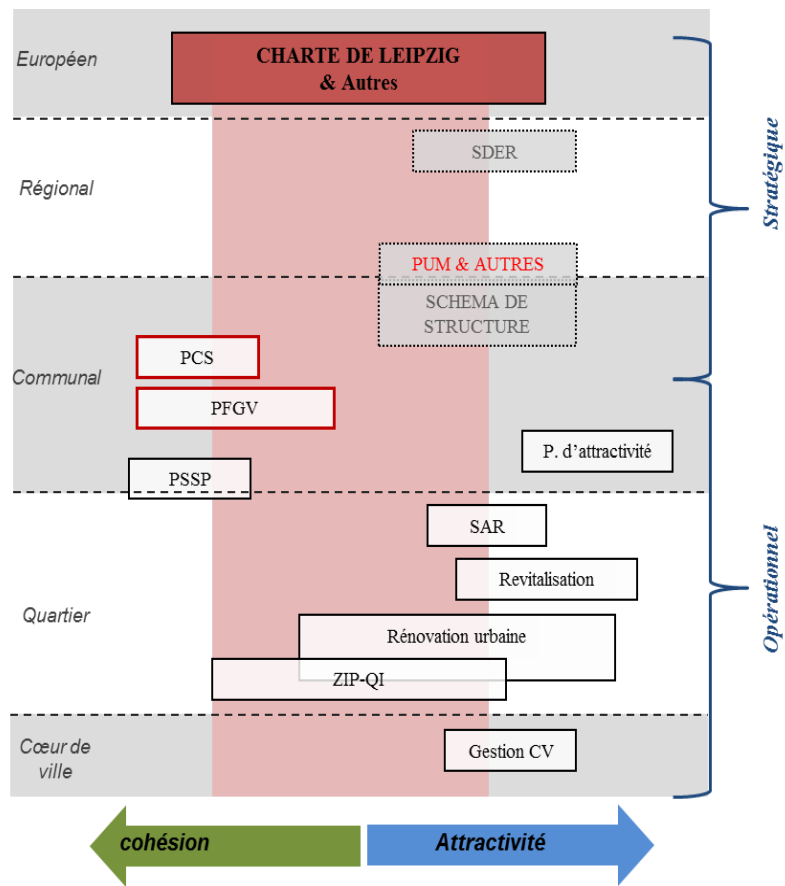 Européen
CHARTE DE LEIPZIG
& Autres
SDER
Régional
Stratégique
PUM & AUTRES
SCHEMA DE
STRUCTURE
PCS
Communal
PFGV
P. d’attractivité
PSSP
SAR
Revitalisation
Quartier
Rénovation urbaine
Opérationnel
ZIP-QI
Cœur de
ville
Gestion CV
cohésion
Attractivité